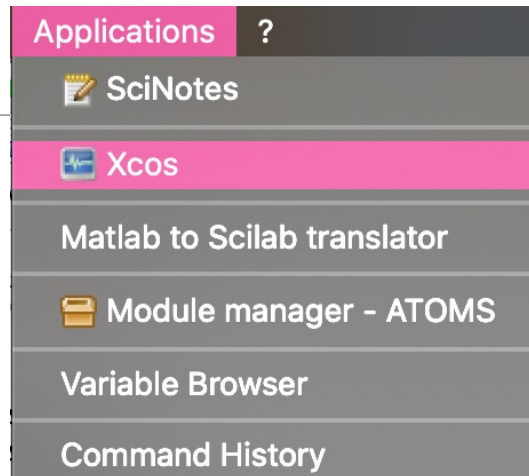 Applications ?
SciNotes
Xcos
Matlab to Scilab translator
Module manager - ATOMS
Variable Browser
Command History